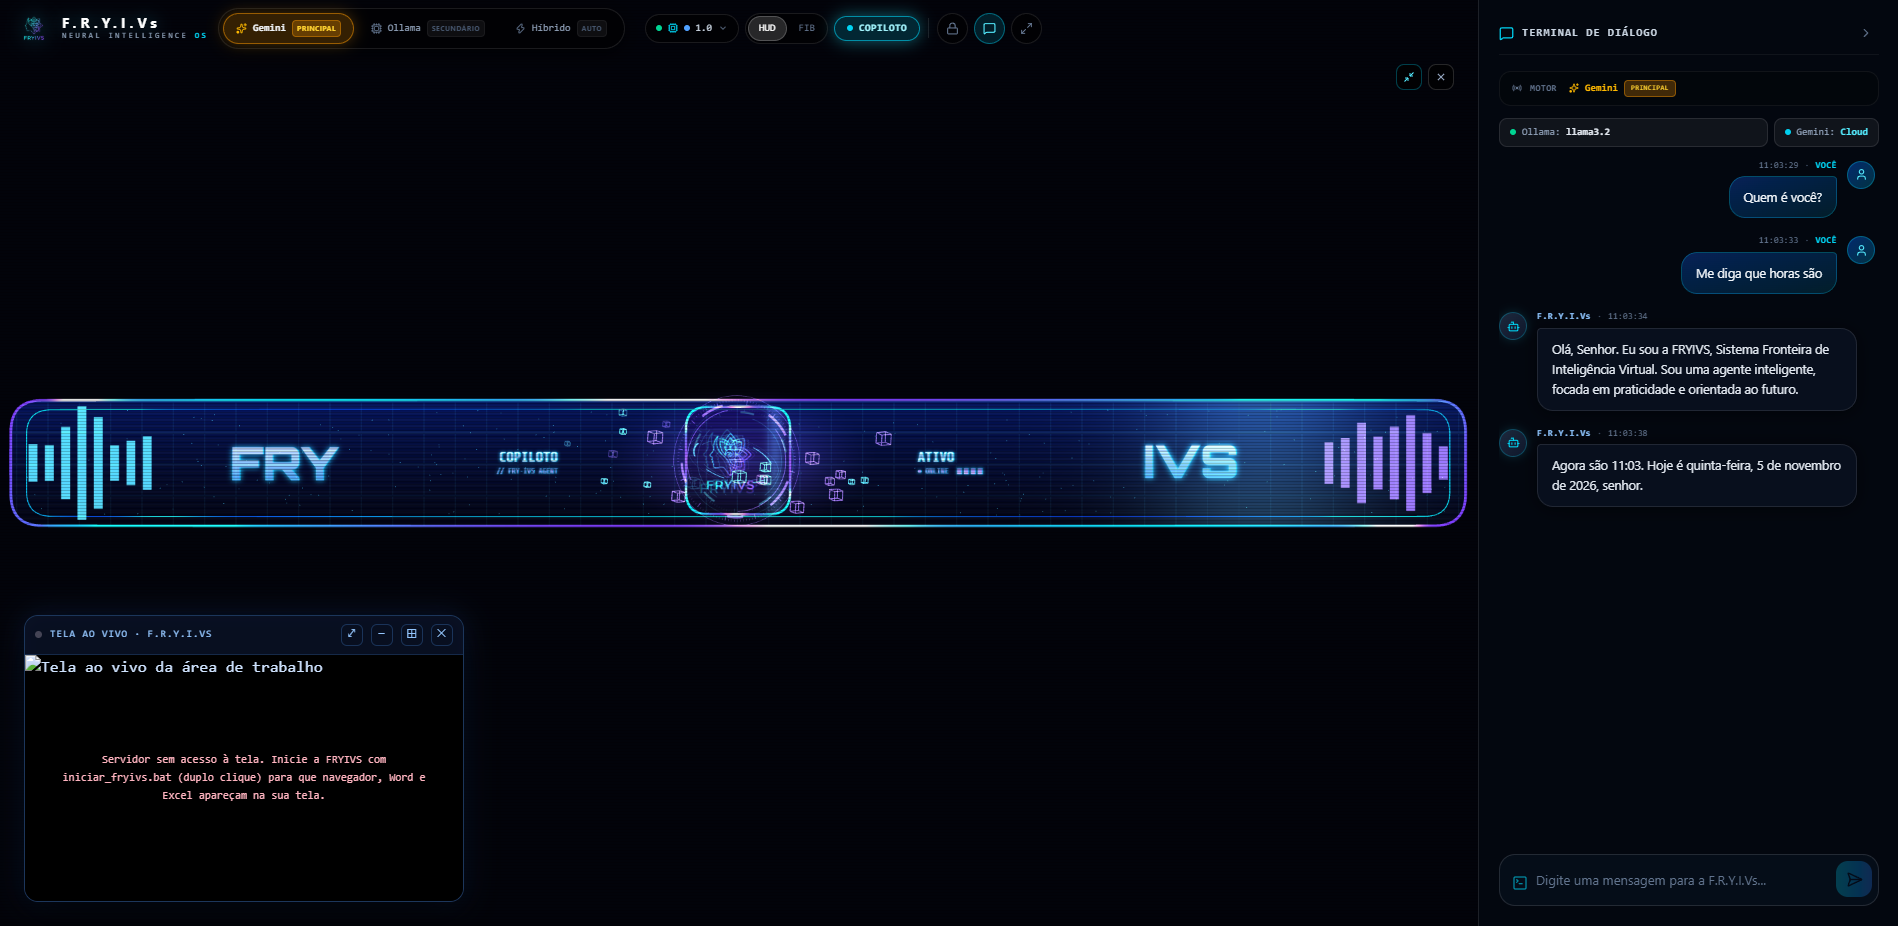 F.R.Y.I.Vs
NEURAL INTELLIGENCE OS
FRYIVS
Gemini PRINCIPAL
Ollama SECUNDÁRIO
Híbrido AUTO
1.0
HUD
FIB
COPILOTO
FRY
COPILOTO
// FRY-IVS AGENT
FRYIVS
ATIVO
ONLINE
IVS
TELA AO VIVO · F.R.Y.I.VS
Tela ao vivo da área de trabalho
Servidor sem acesso à tela. Inicie a FRYIVS com
iniciar_fryivs.bat (duplo clique) para que navegador, Word e
Excel apareçam na sua tela.
TERMINAL DE DIÁLOGO
MOTOR Gemini PRINCIPAL
Ollama: llama3.2
Gemini: Cloud
11:03:29 · VOCÊ
Quem é você?
11:03:33 · VOCÊ
Me diga que horas são
F.R.Y.I.Vs · 11:03:34
Olá, Senhor. Eu sou a FRYIVS, Sistema Fronteira de
Inteligência Virtual. Sou uma agente inteligente,
focada em praticidade e orientada ao futuro.
F.R.Y.I.Vs · 11:03:38
Agora são 11:03. Hoje é quinta-feira, 5 de novembro
de 2026, senhor.
Digite uma mensagem para a F.R.Y.I.Vs...